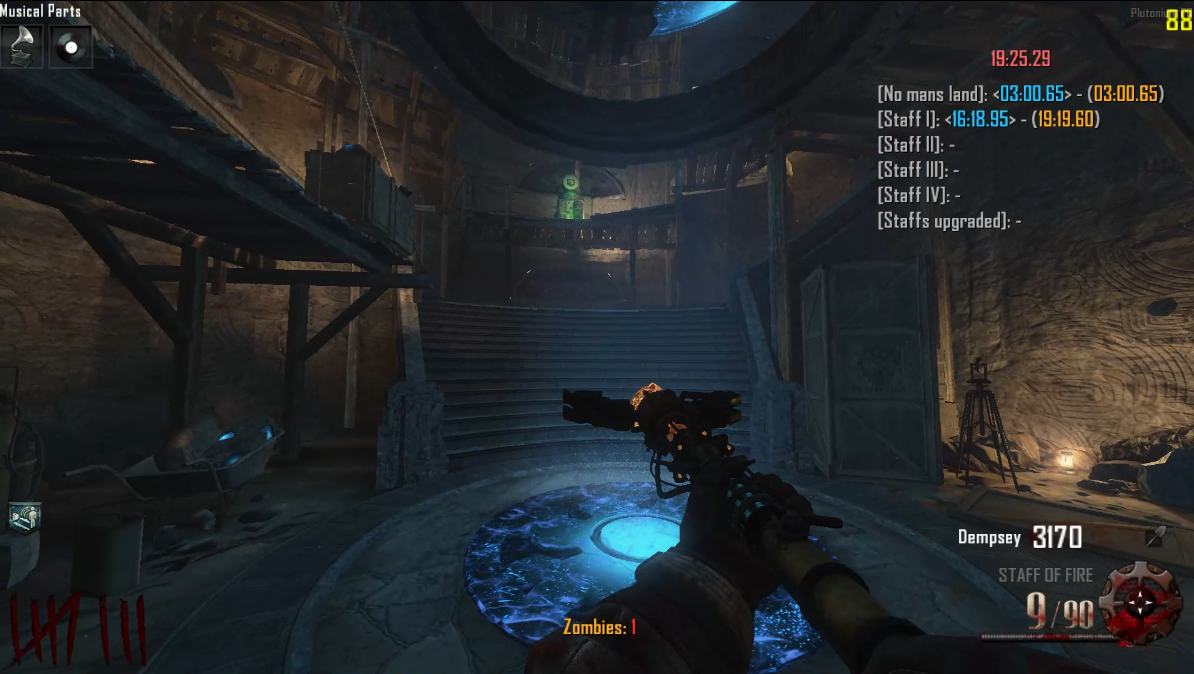 Musical Parts
Plutonium
88
19:25.29
[No mans land]: <03:00.65> - (03:00.65)
[Staff I]: <16:18.95> - (19:19.60)
[Staff II]: -
[Staff III]: -
[Staff IV]: -
[Staffs upgraded]: -
Dempsey 3170
STAFF OF FIRE
9/90
Zombies: 1